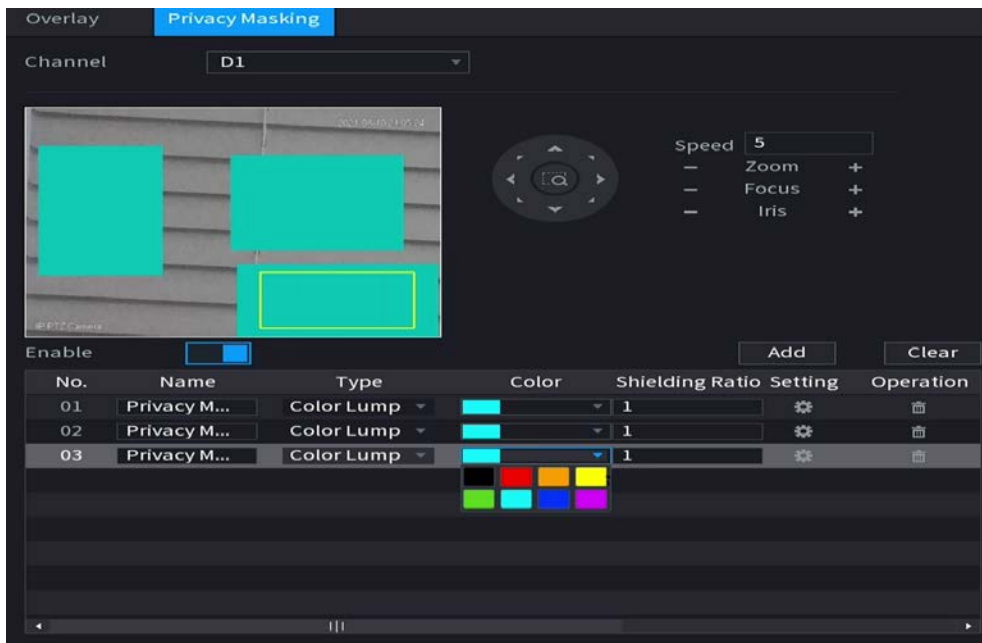 Overlay Privacy Masking
Channel D1
Speed 5
Zoom
Focus
Iris
Enable Add Clear
No. Name Type Color Shielding Ratio Setting Operation
01 Privacy M... Color Lump 1
02 Privacy M... Color Lump 1
03 Privacy M... Color Lump 1